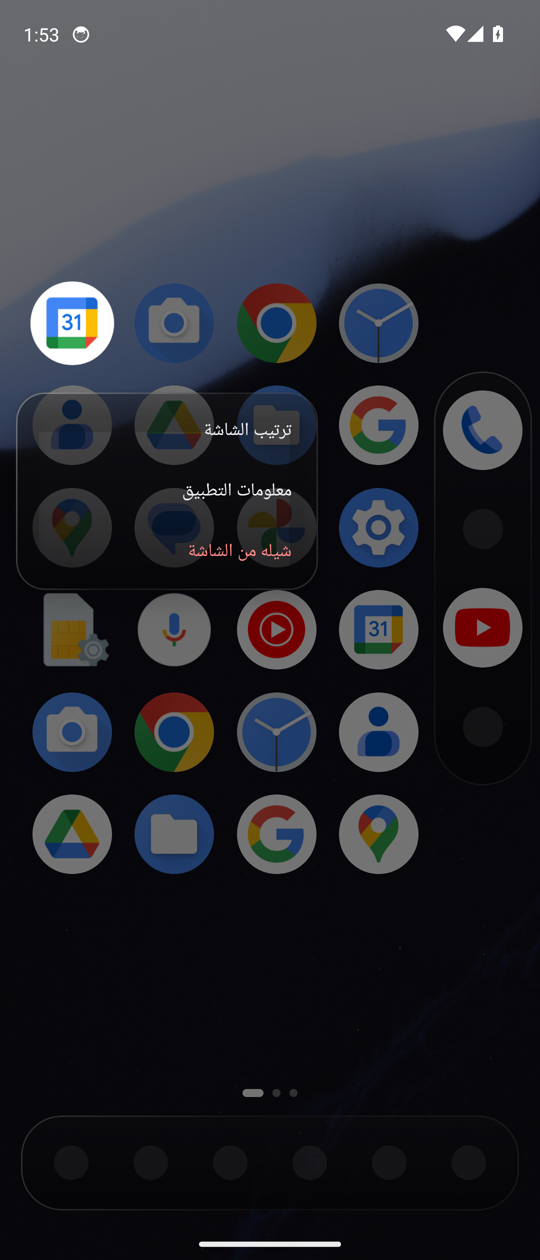 1:53
31
ترتيب الشاشة
معلومات التطبيق
شيله من الشاشة
31